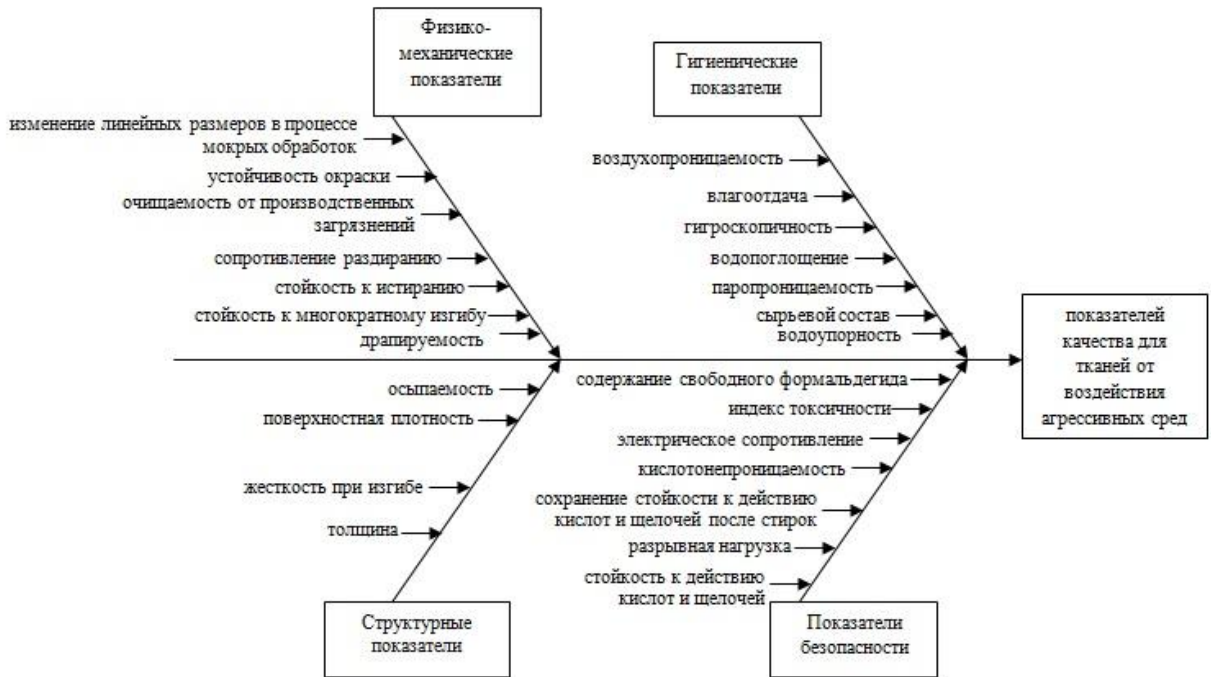 Физико-
механические
показатели
Гигиенические
показатели
изменение линейных размеров в процессе
мокрых обработок
устойчивость окраски
очищаемость от производственных
загрязнений
сопротивление раздиранию
стойкость к истиранию
стойкость к многократному изгибу
драпируемость
воздухопроницаемость
влагоотдача
гигроскопичность
водопоглощение
паропроницаемость
сырьевой состав
водоупорность
показателей
качества для
тканей от
воздействия
агрессивных сред
осыпаемость
поверхностная плотность
жесткость при изгибе
толщина
содержание свободного формальдегида
индекс токсичности
электрическое сопротивление
кислотонепроницаемость
сохранение стойкости к действию
кислот и щелочей после стирок
разрывная нагрузка
стойкость к действию
кислот и щелочей
Структурные
показатели
Показатели
безопасности